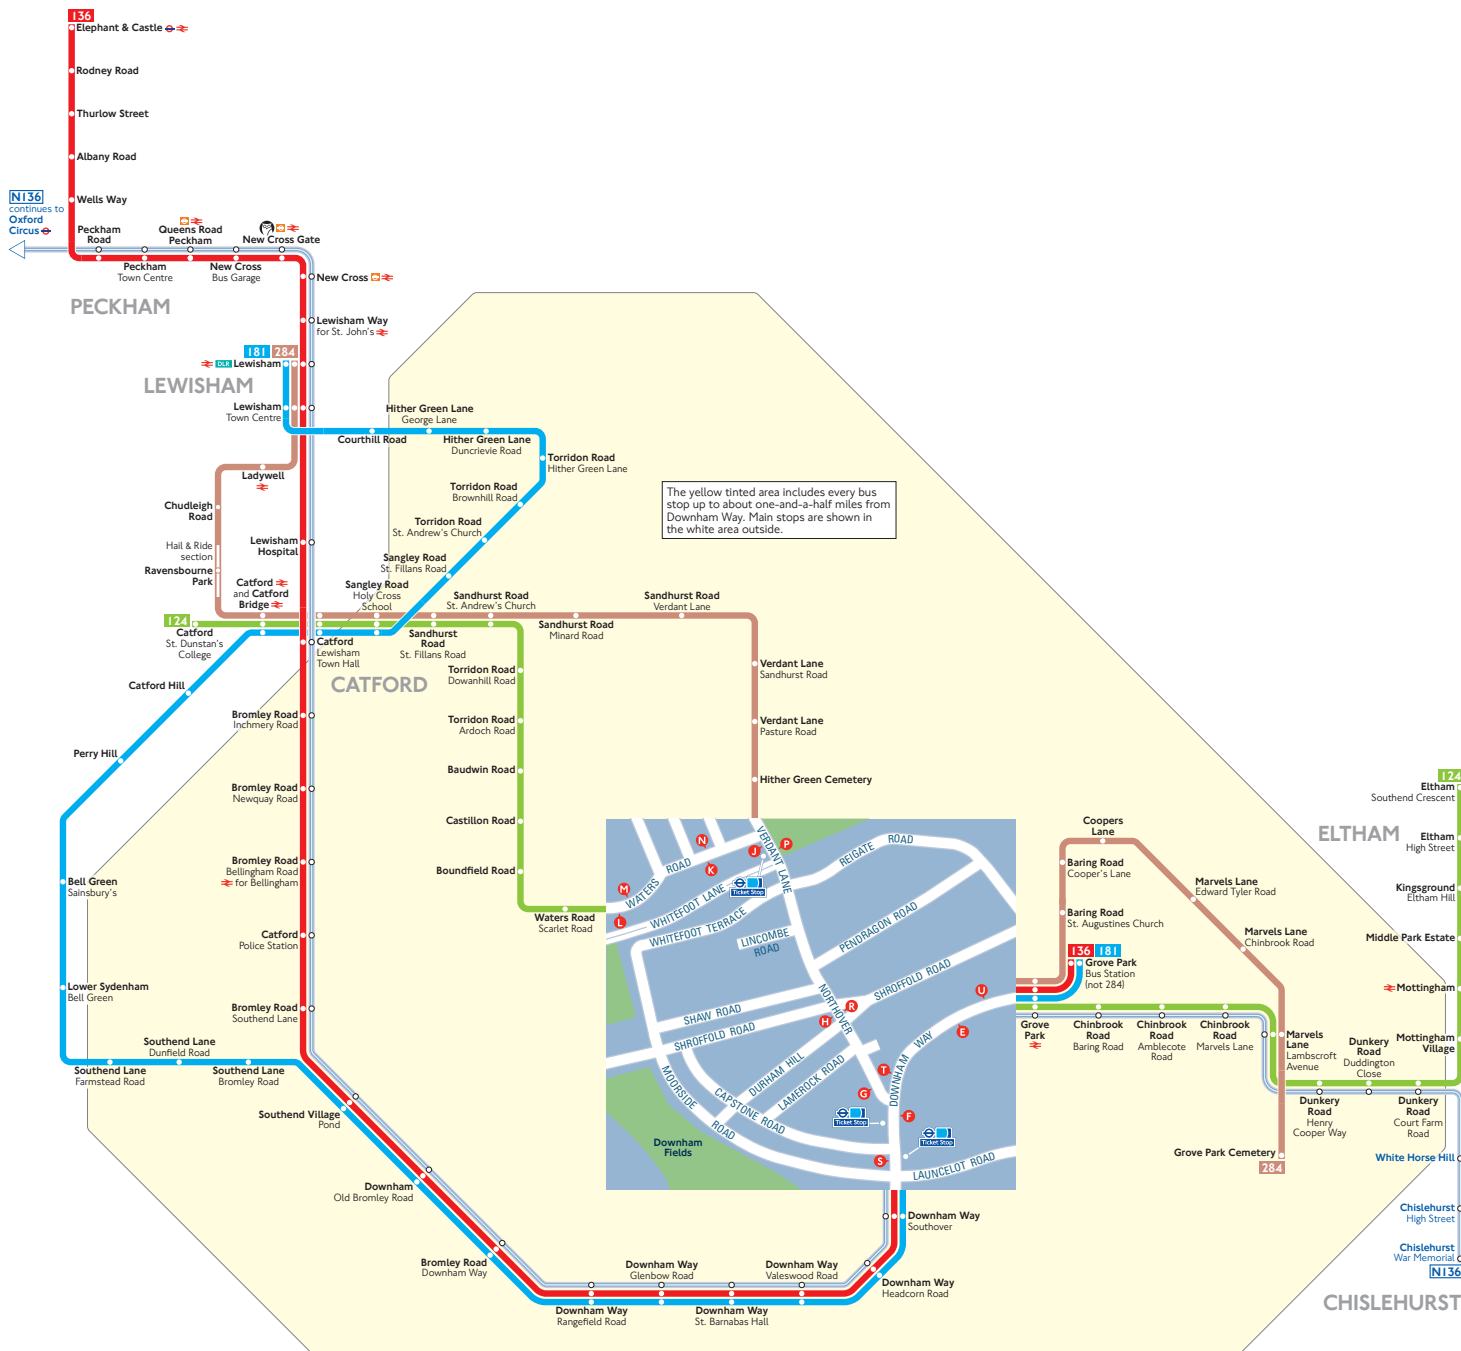 136
Elephant & Castle
Rodney Road
Thurlow Street
Albany Road
Wells Way
N136
continues to
Oxford
Circus
Peckham
Road
Queens Road
Peckham
New Cross Gate
Peckham
Town Centre
New Cross
Bus Garage
New Cross
PECKHAM
Lewisham Way
for St. John's
181
284
DLR Lewisham
LEWISHAM
Lewisham
Town Centre
Hither Green Lane
George Lane
Courthill Road
Hither Green Lane
Duncrievie Road
Torridon Road
Hither Green Lane
Ladywell
Torridon Road
Brownhill Road
The yellow tinted area includes every bus
stop up to about one-and-a-half miles from
Downham Way. Main stops are shown in
the white area outside.
Chudleigh
Road
Torridon Road
St. Andrew's Church
Hail & Ride
section
Lewisham
Hospital
Sangley Road
St. Fillans Road
Ravensbourne
Park
Catford
and Catford
Bridge
Sangley Road
Holy Cross
School
Sandhurst Road
St. Andrew's Church
Sandhurst Road
Verdant Lane
124
Catford
St. Dunstan's
College
Catford
Lewisham
Town Hall
Sandhurst
Road
St. Fillans Road
Sandhurst Road
Minard Road
CATFORD
Torridon Road
Dowanhill Road
Verdant Lane
Sandhurst Road
Catford Hill
Bromley Road
Inchmery Road
Torridon Road
Ardoch Road
Verdant Lane
Pasture Road
Perry Hill
Baudwin Road
Hither Green Cemetery
Bromley Road
Newquay Road
Castillon Road
124
Eltham
Southend Crescent
ELTHAM
Eltham
High Street
Bromley Road
Bellingham Road
for Bellingham
Boundfield Road
Bell Green
Sainsbury's
Waters Road
Scarlet Road
Coopers
Lane
Baring Road
Cooper's Lane
Marvels Lane
Edward Tyler Road
Kingsground
Eltham Hill
Baring Road
St. Augustines Church
Marvels Lane
Chinbrook Road
Middle Park Estate
Catford
Police Station
136
181
Grove Park
Bus Station
(not 284)
Lower Sydenham
Bell Green
Mottingham
Bromley Road
Southend Lane
Grove
Park
Chinbrook
Road
Baring Road
Chinbrook
Road
Amblecote
Road
Chinbrook
Road
Marvels Lane
Marvels
Lane
Lambscroft
Avenue
Dunkery
Road
Duddington
Close
Mottingham
Village
Southend Lane
Dunfield Road
Southend Lane
Farmstead Road
Southend Lane
Bromley Road
Dunkery
Road
Henry
Cooper Way
Dunkery
Road
Court Farm
Road
Southend Village
Pond
Grove Park Cemetery
284
White Horse Hill
Downham
Old Bromley Road
Chislehurst
High Street
Chislehurst
War Memorial
N136
CHISLEHURST
Bromley Road
Downham Way
Downham Way
Rangefield Road
Downham Way
Glenbow Road
Downham Way
St. Barnabas Hall
Downham Way
Valeswood Road
Downham Way
Headcorn Road
Downham Way
Southover
N
J
P
K
M
L
VERDANT LANE
REIGATE ROAD
WATERS ROAD
WHITEFOOT LANE
Ticket Stop
WHITEFOOT TERRACE
LINCOMBE
ROAD
PENDRAGON ROAD
SHROFFOLD ROAD
U
NORTHOVER
R
H
SHAW ROAD
SHROFFOLD ROAD
E
DOWNHAM WAY
DURHAM HILL
LAMEROCK ROAD
T
G
CAPSTONE ROAD
MOORSIDE ROAD
Ticket Stop
F
Ticket Stop
Downham
Fields
S
LAUNCELOT ROAD